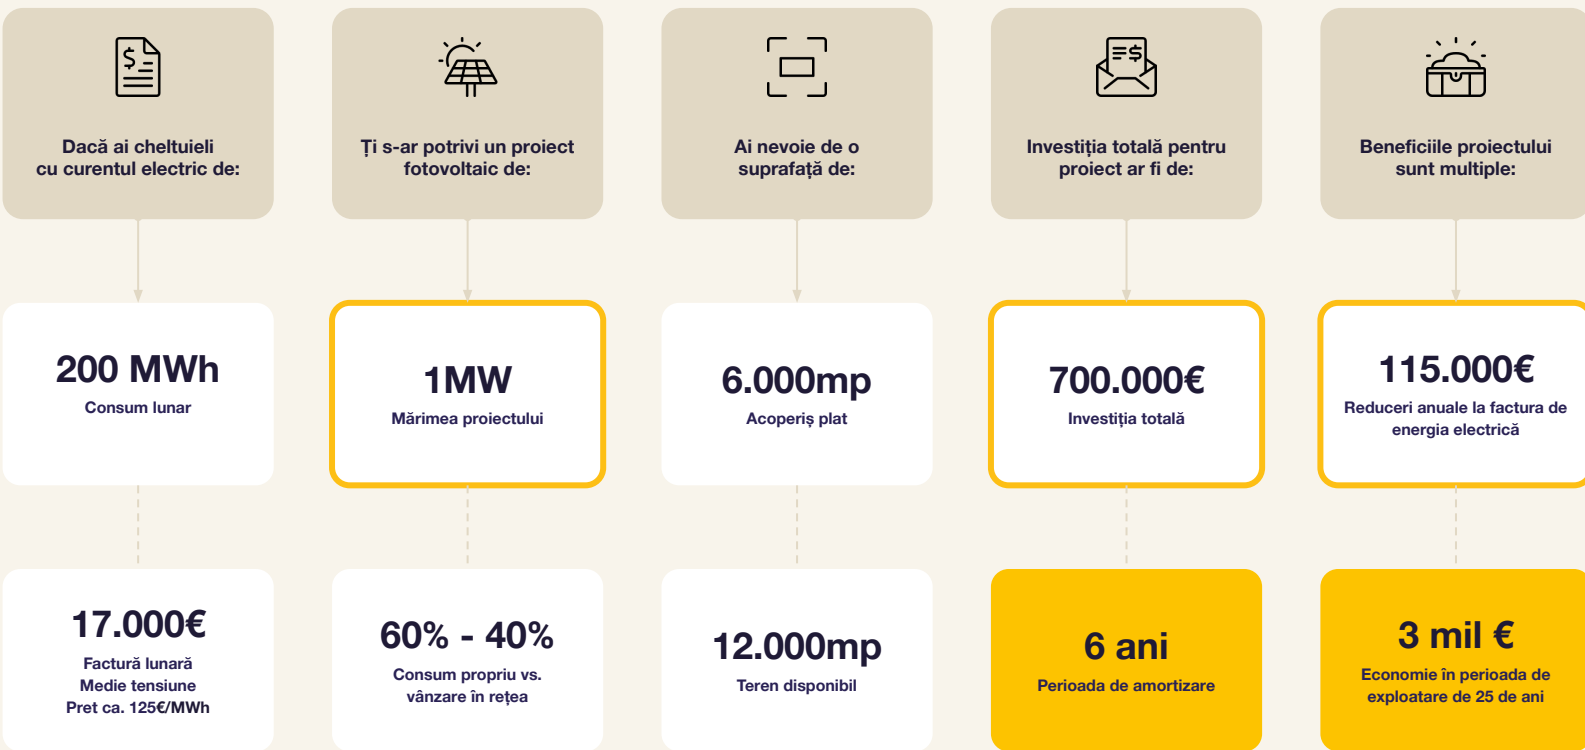 Dacă ai cheltuieli
cu curentul electric de:
Ți s-ar potrivi un proiect
fotovoltaic de:
Ai nevoie de o
suprafață de:
Investiția totală pentru
proiect ar fi de:
Beneficiile proiectului
sunt multiple:
200 MWh
Consum lunar
1MW
Mărimea proiectului
6.000mp
Acoperiș plat
700.000€
Investiția totală
115.000€
Reduceri anuale la factura de
energia electrică
17.000€
Factură lunară
Medie tensiune
Pret ca. 125€/MWh
60% - 40%
Consum propriu vs.
vânzare în rețea
12.000mp
Teren disponibil
6 ani
Perioada de amortizare
3 mil €
Economie în perioada de
exploatare de 25 de ani